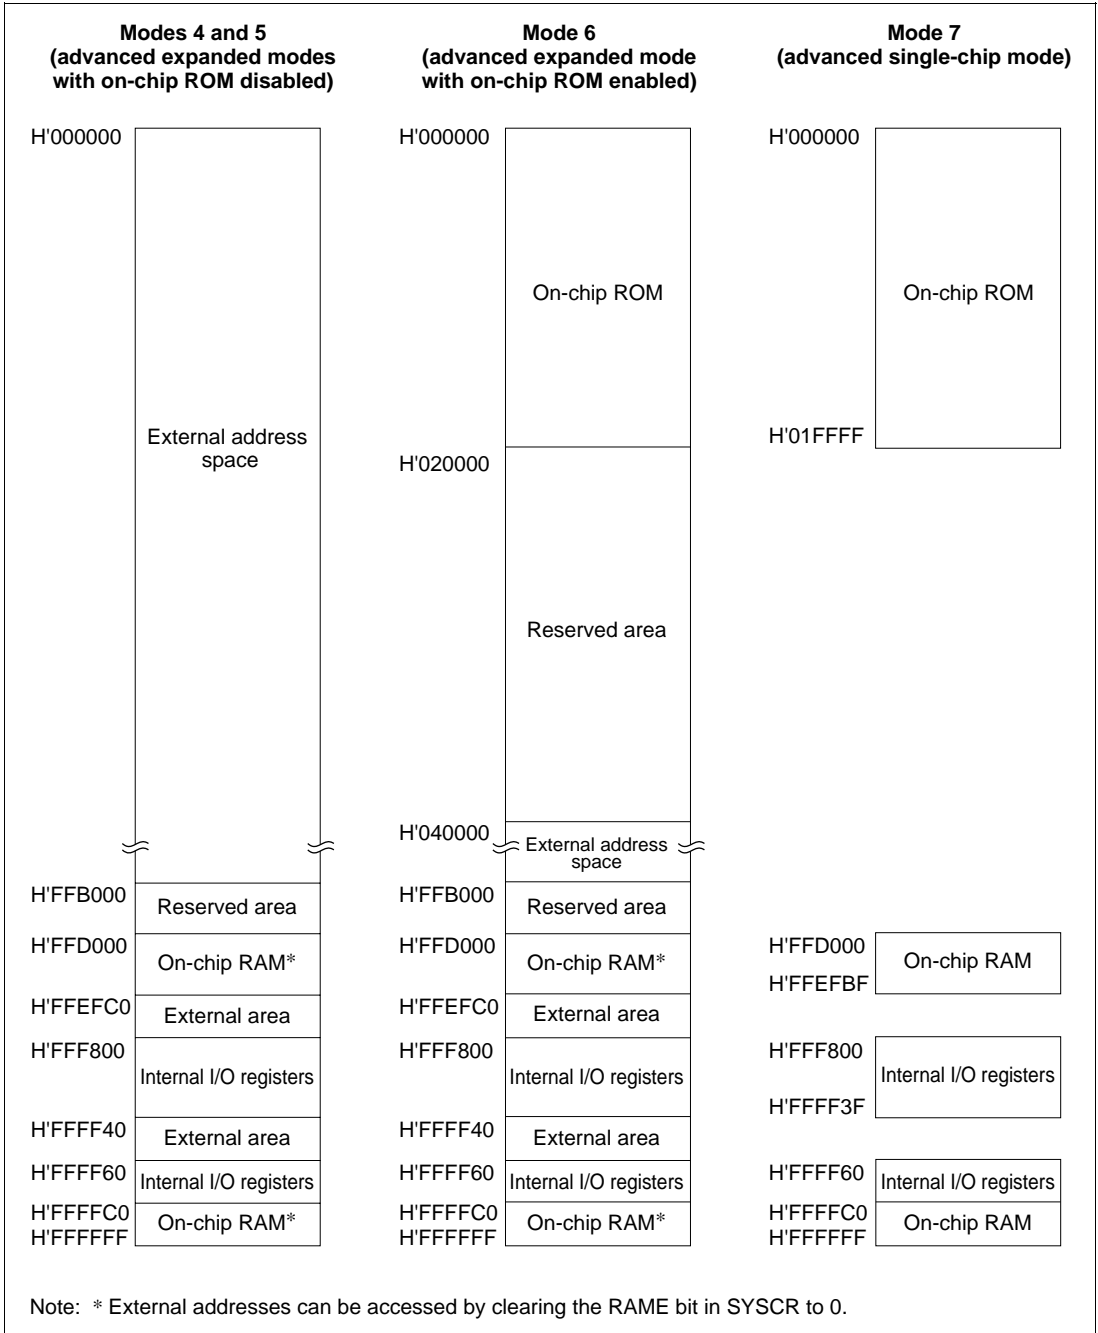 Modes 4 and 5
(advanced expanded modes
with on-chip ROM disabled)
H'000000
External address
space
H'FFB000
Reserved area
H'FFD000
On-chip RAM*
H'FFEFC0
External area
H'FFF800
Internal I/O registers
H'FFFF40
External area
H'FFFF60
Internal I/O registers
H'FFFFC0
On-chip RAM*
H'FFFFFF
Mode 6
(advanced expanded mode
with on-chip ROM enabled)
H'000000
On-chip ROM
H'020000
Reserved area
H'040000
External address
space
H'FFB000
Reserved area
H'FFD000
On-chip RAM*
H'FFEFC0
External area
H'FFF800
Internal I/O registers
H'FFFF40
External area
H'FFFF60
Internal I/O registers
H'FFFFC0
On-chip RAM*
H'FFFFFF
Mode 7
(advanced single-chip mode)
H'000000
On-chip ROM
H'01FFFF
H'FFD000
On-chip RAM
H'FFEFBF
H'FFF800
Internal I/O registers
H'FFFF3F
H'FFFF60
Internal I/O registers
H'FFFFC0
On-chip RAM
H'FFFFFF
Note: * External addresses can be accessed by clearing the RAME bit in SYSCR to 0.